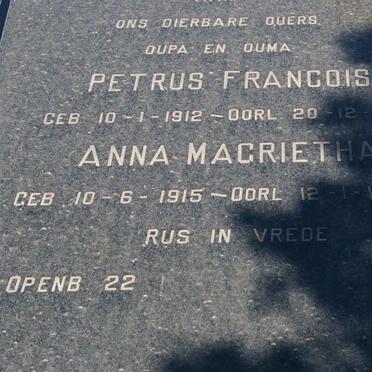 ONS DIERBARE OUERS
OUPA EN OUMA
PETRUS FRANCOIS
GEB 10-1-1912-OORL 20-12
ANNA MAGRIETHA
GEB 10-6-1915-OORL 12-1-1
RUS IN VREDE
OPENB 22